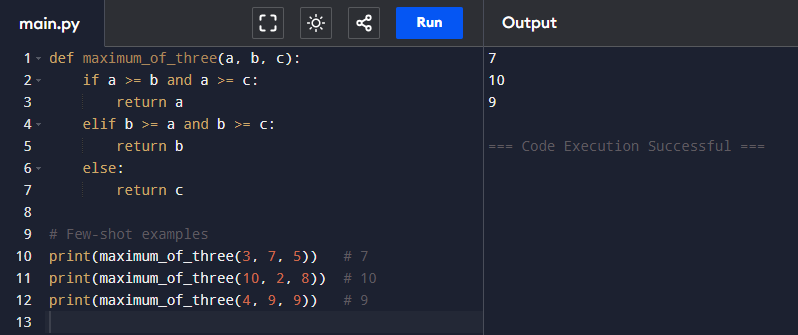 main.py
Run
Output
1 def maximum_of_three(a, b, c):
2     if a >= b and a >= c:
3         return a
4     elif b >= a and b >= c:
5         return b
6     else:
7         return c
8
9 # Few-shot examples
10 print(maximum_of_three(3, 7, 5))   # 7
11 print(maximum_of_three(10, 2, 8))  # 10
12 print(maximum_of_three(4, 9, 9))   # 9
13
7
10
9
=== Code Execution Successful ===